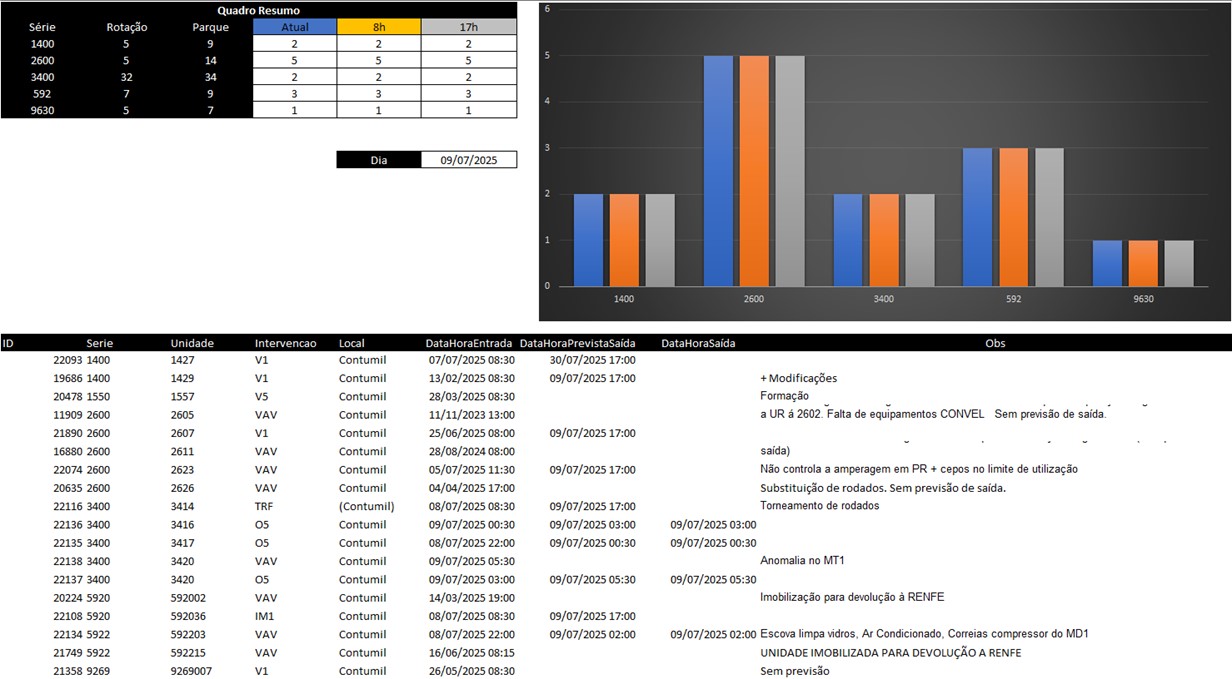 Quadro Resumo
Série Rotação Parque Atual 8h 17h
1400 5 9 2 2 2
2600 5 14 5 5 5
3400 32 34 2 2 2
592 7 9 3 3 3
9630 5 7 1 1 1
Dia 09/07/2025
6
5
4
3
2
1
0
1400 2600 3400 592 9630
ID Serie Unidade Intervencao Local DataHoraEntrada DataHoraPrevistaSaída DataHoraSaída Obs
22093 1400 1427 V1 Contumil 07/07/2025 08:30 30/07/2025 17:00
19686 1400 1429 V1 Contumil 13/02/2025 08:30 09/07/2025 17:00 + Modificações
20478 1550 1557 V5 Contumil 28/03/2025 08:30 Formação
11909 2600 2605 VAV Contumil 11/11/2023 13:00 a UR á 2602. Falta de equipamentos CONVEL Sem previsão de saída.
21890 2600 2607 V1 Contumil 25/06/2025 08:00 09/07/2025 17:00
16880 2600 2611 VAV Contumil 28/08/2024 08:00 saída)
22074 2600 2623 VAV Contumil 05/07/2025 11:30 09/07/2025 17:00 Não controla a amperagem em PR + cepos no limite de utilização
20635 2600 2626 VAV Contumil 04/04/2025 17:00 Substituição de rodados. Sem previsão de saída.
22116 3400 3414 TRF (Contumil) 08/07/2025 08:30 09/07/2025 17:00 Torneamento de rodados
22136 3400 3416 O5 Contumil 09/07/2025 00:30 09/07/2025 03:00 09/07/2025 03:00
22135 3400 3417 O5 Contumil 08/07/2025 22:00 09/07/2025 00:30 09/07/2025 00:30
22138 3400 3420 VAV Contumil 09/07/2025 05:30 Anomalia no MT1
22137 3400 3420 O5 Contumil 09/07/2025 03:00 09/07/2025 05:30 09/07/2025 05:30
20224 5920 592002 VAV Contumil 14/03/2025 19:00 Imobilização para devolução à RENFE
22108 5920 592036 IM1 Contumil 08/07/2025 08:30 09/07/2025 17:00
22134 5922 592203 VAV Contumil 08/07/2025 22:00 09/07/2025 02:00 09/07/2025 02:00 Escova limpa vidros, Ar Condicionado, Correias compressor do MD1
21749 5922 592215 VAV Contumil 16/06/2025 08:15 UNIDADE IMOBILIZADA PARA DEVOLUÇÃO A RENFE
21358 9269 9269007 V1 Contumil 26/05/2025 08:30 Sem previsão